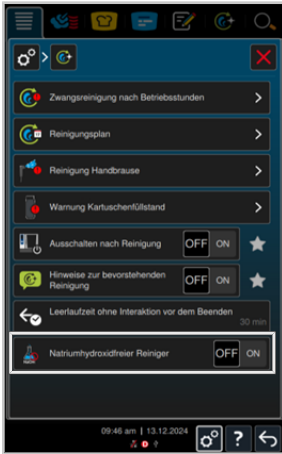 >
Zwangsreinigung nach Betriebsstunden >
Reinigungsplan >
Reinigung Handbrause >
Warnung Kartuschenfüllstand >
Ausschalten nach Reinigung OFF ON
Hinweise zur bevorstehenden
Reinigung OFF ON
Leerlaufzeit ohne Interaktion vor dem Beenden
30 min
Natriumhydroxidfreier Reiniger OFF ON
09:46 am | 13.12.2024
?